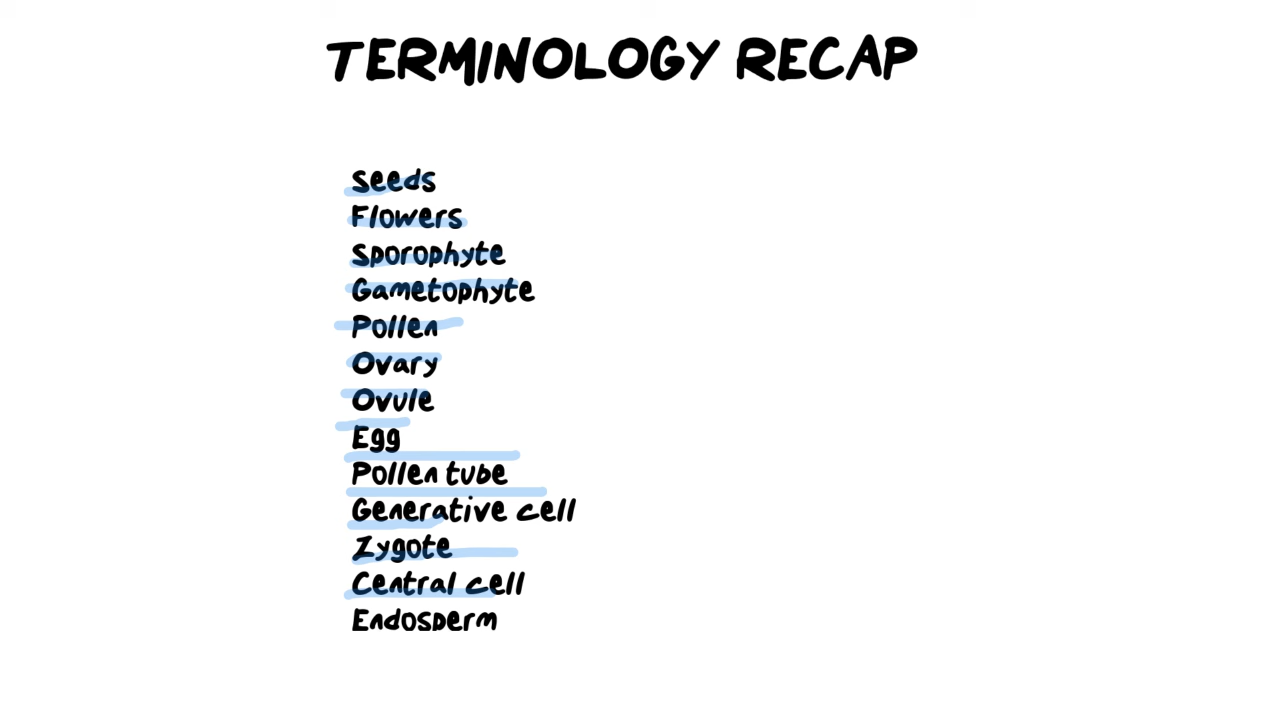 TERMINOLOGY RECAP
Seeds
Flowers
Sporophyte
Gametophyte
Pollen
Ovary
Ovule
Egg
Pollen tube
Generative cell
Zygote
Central cell
Endosperm